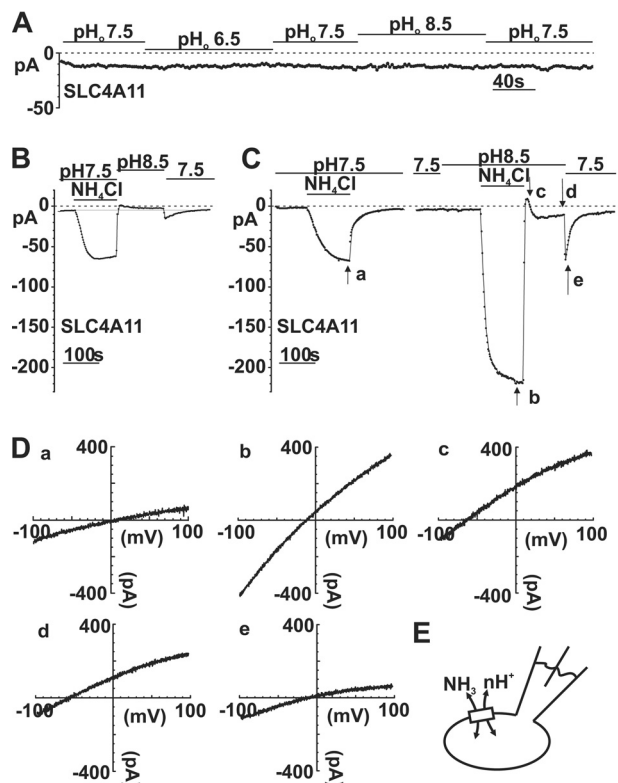 A
pHₒ 7.5
pHₒ 6.5
pHₒ 7.5
pHₒ 8.5
pHₒ 7.5
0
pA
-50
SLC4A11
40s
B
pH7.5
pH8.5
7.5
NH₄Cl
0
pA
-50
-100
-150
-200
SLC4A11
100s
C
pH7.5
7.5
pH8.5
7.5
NH₄Cl
NH₄Cl
c
d
0
pA
-50
-100
-150
-200
a
e
b
SLC4A11
100s
D
a
400
-100
100
(mV)
-400
(pA)
b
400
-100
100
(mV)
-400
(pA)
c
400
-100
100
(mV)
-400
(pA)
d
400
-100
100
(mV)
-400
(pA)
e
400
-100
100
(mV)
-400
(pA)
E
NH₃ nH⁺